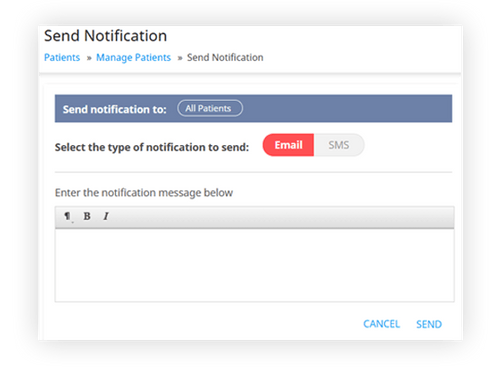 Send Notification
Patients » Manage Patients » Send Notification
Send notification to: All Patients
Select the type of notification to send: Email SMS
Enter the notification message below
¶ B I
CANCEL SEND